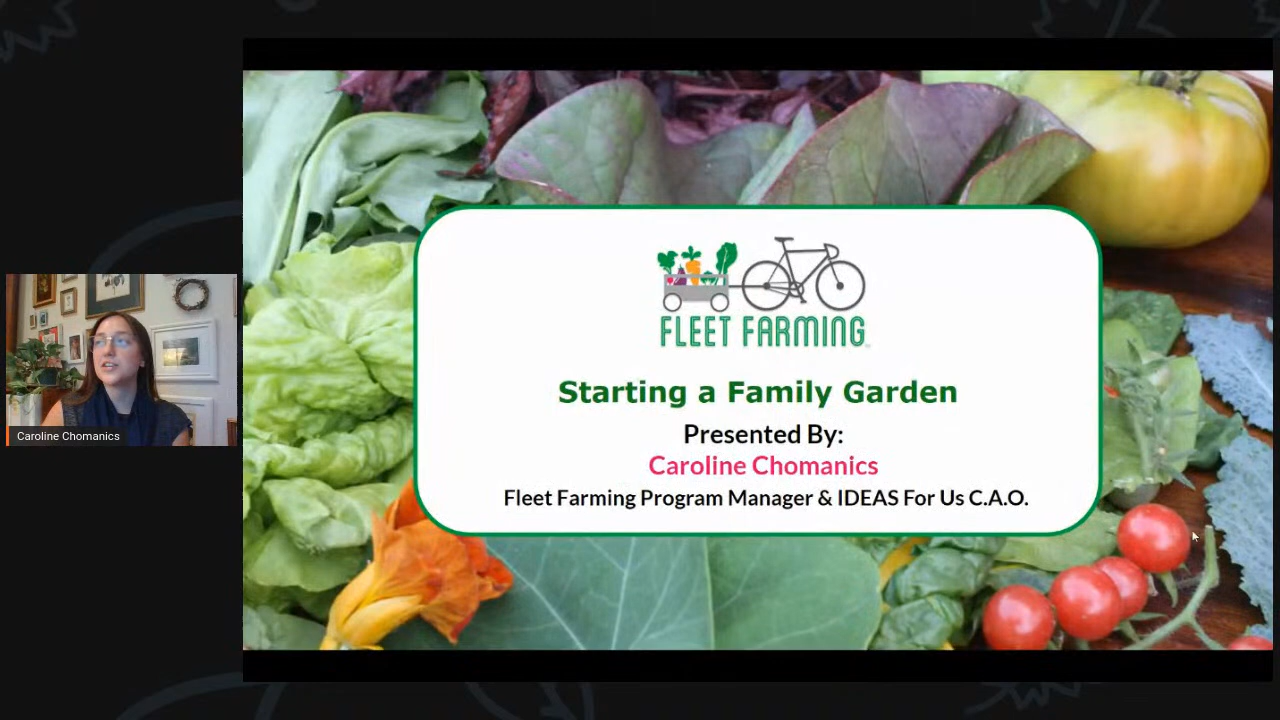 FLEET FARMING
Starting a Family Garden
Presented By:
Caroline Chomanics
Fleet Farming Program Manager & IDEAS For Us C.A.O.
Caroline Chomanics